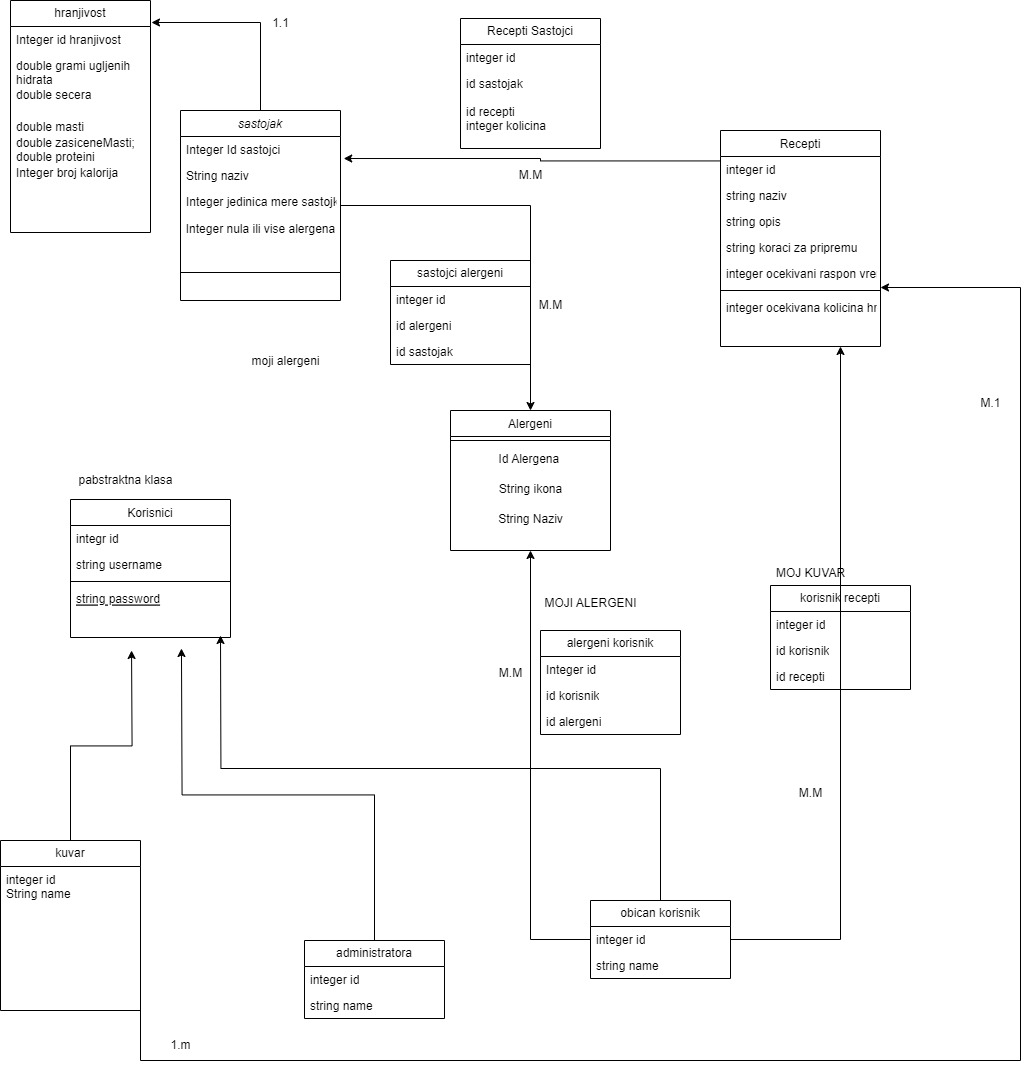 hranjivost
Integer id hranjivost
double grami ugljenih
hidrata
double secera
double masti
double zasiceneMasti;
double proteini
Integer broj kalorija
1.1
sastojak
Integer Id sastojci
String naziv
Integer jedinica mere sastojk
Integer nula ili vise alergena
Recepti Sastojci
integer id
id sastojak
id recepti
integer kolicina
M.M
Recepti
integer id
string naziv
string opis
string koraci za pripremu
integer ocekivani raspon vre
integer ocekivana kolicina hr
sastojci alergeni
integer id
id alergeni
id sastojak
M.M
moji alergeni
M.1
Alergeni
Id Alergena
String ikona
String Naziv
pabstraktna klasa
Korisnici
integr id
string username
string password
MOJI ALERGENI
alergeni korisnik
Integer id
id korisnik
id alergeni
M.M
MOJ KUVAR
korisnik recepti
integer id
id korisnik
id recepti
M.M
kuvar
integer id
String name
administratora
integer id
string name
obican korisnik
integer id
string name
1.m